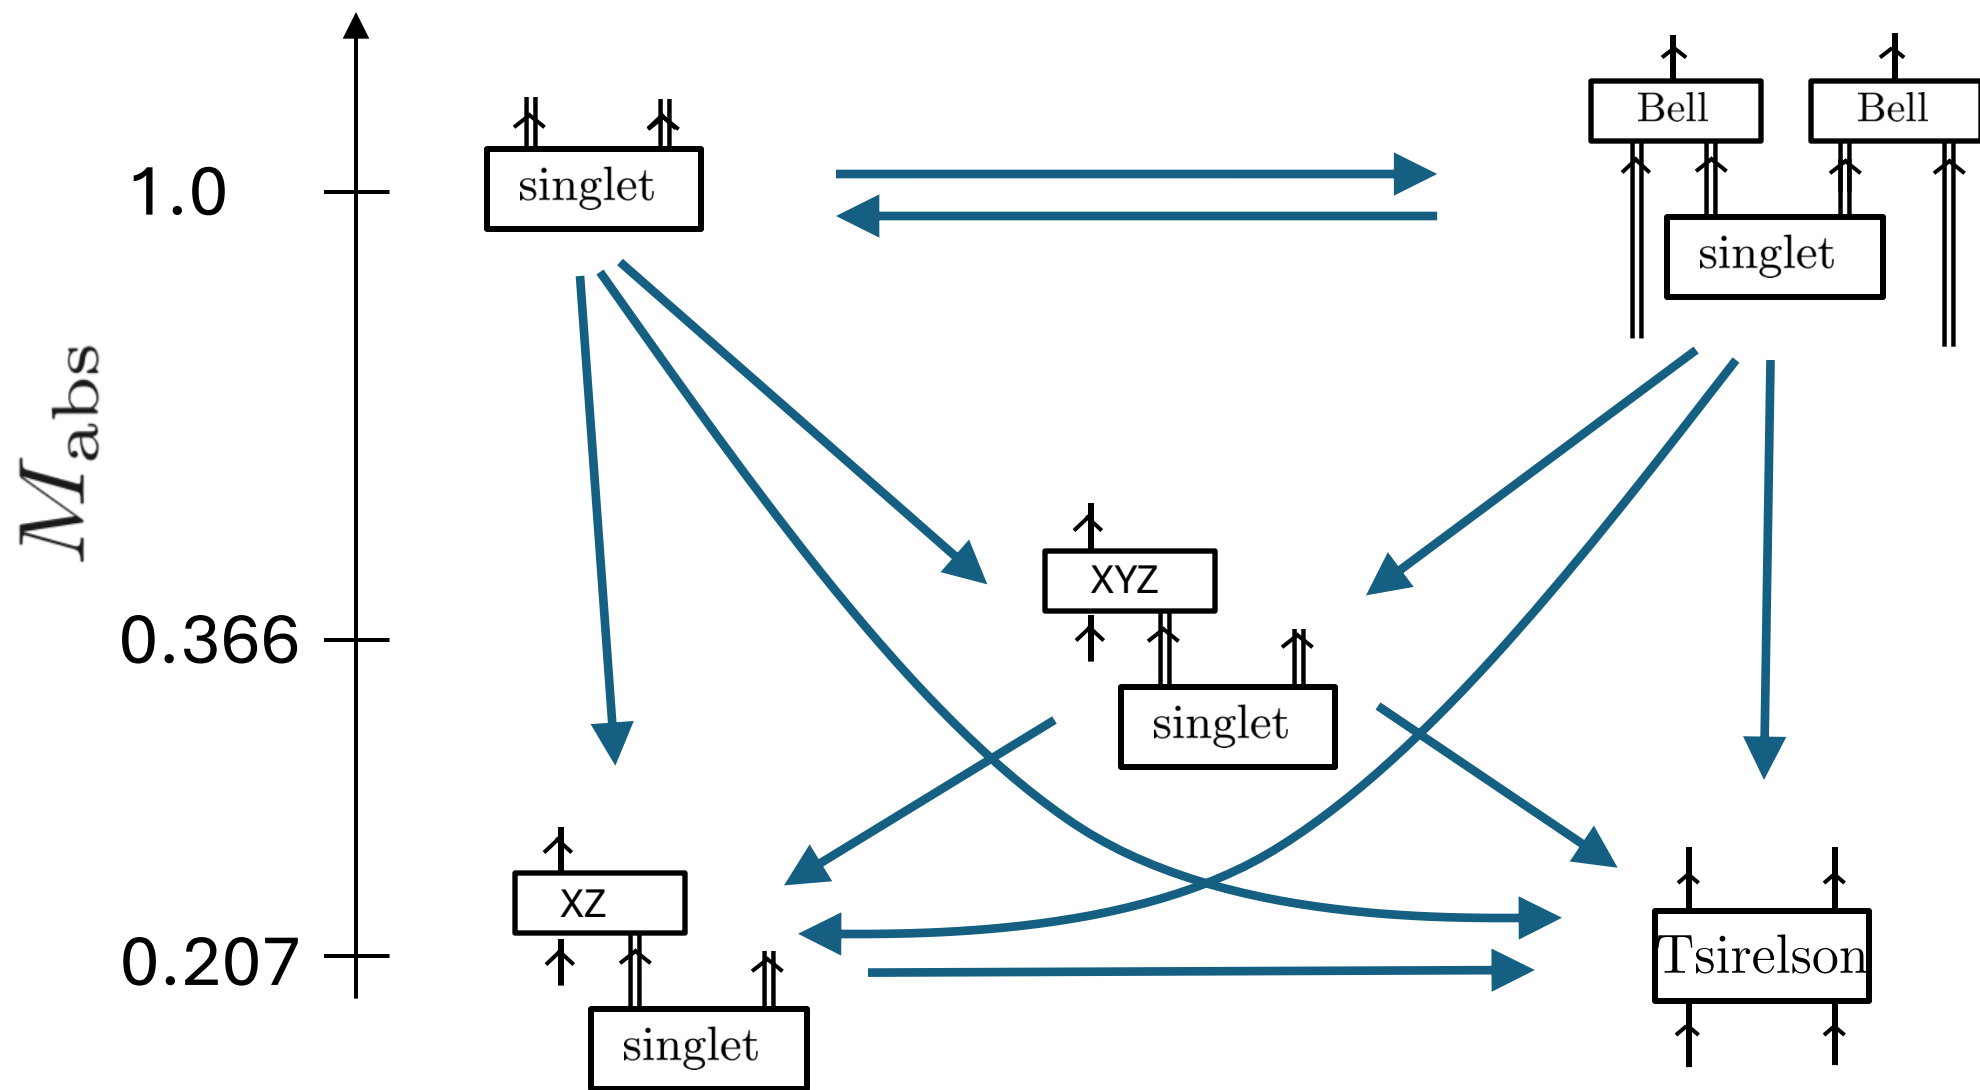 Bell
Bell
1.0
singlet
singlet
M_abs
XYZ
0.366
singlet
XZ
0.207
Tsirelson
singlet